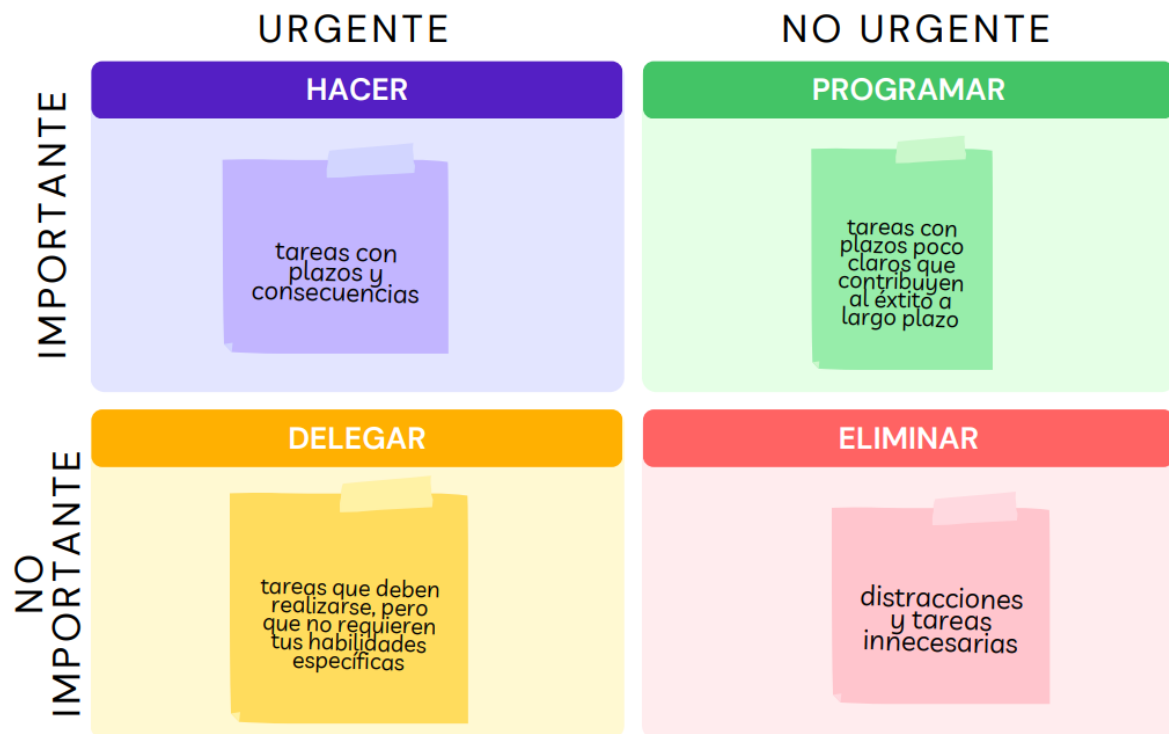 URGENTE
NO URGENTE
IMPORTANTE
HACER
tareas con
plazos y
consecuencias
PROGRAMAR
tareas con
plazos poco
claros que
contribuyen
al éxtito a
largo plazo
NO
IMPORTANTE
DELEGAR
tareas que deben
realizarse, pero
que no requieren
tus habilidades
específicas
ELIMINAR
distracciones
y tareas
innecesarias